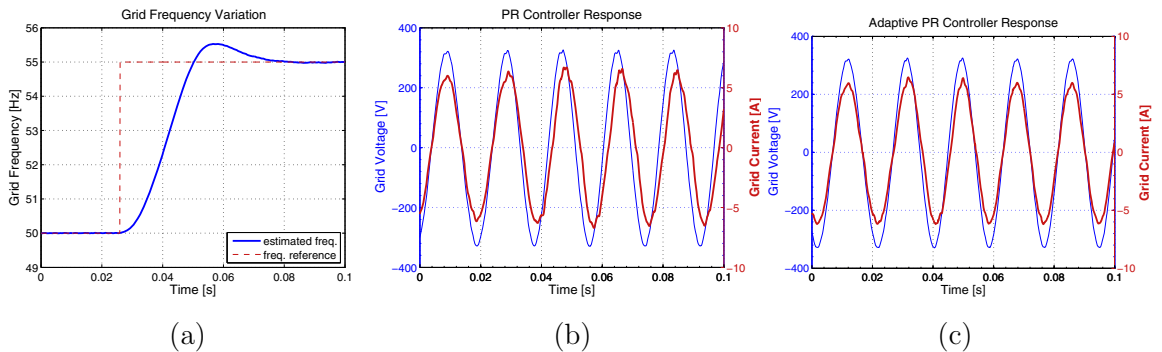 Grid Frequency Variation
56
55
53
52
51
50
49
0
0.02
0.04
0.06
0.08
0.1
Grid Frequency [Hz]
Time [s]
estimated freq.
freq. reference
(a)
PR Controller Response
400
300
200
0
−200
−400
10
5
0
−5
−10
0
0.02
0.04
0.06
0.08
0.1
Grid Voltage [V]
Grid Current [A]
Time [s]
(b)
Adaptive PR Controller Response
400
300
200
0
−200
−400
10
5
0
−5
−10
0
0.02
0.04
0.06
0.08
0.1
Grid Voltage [V]
Grid Current [A]
Time [s]
(c)